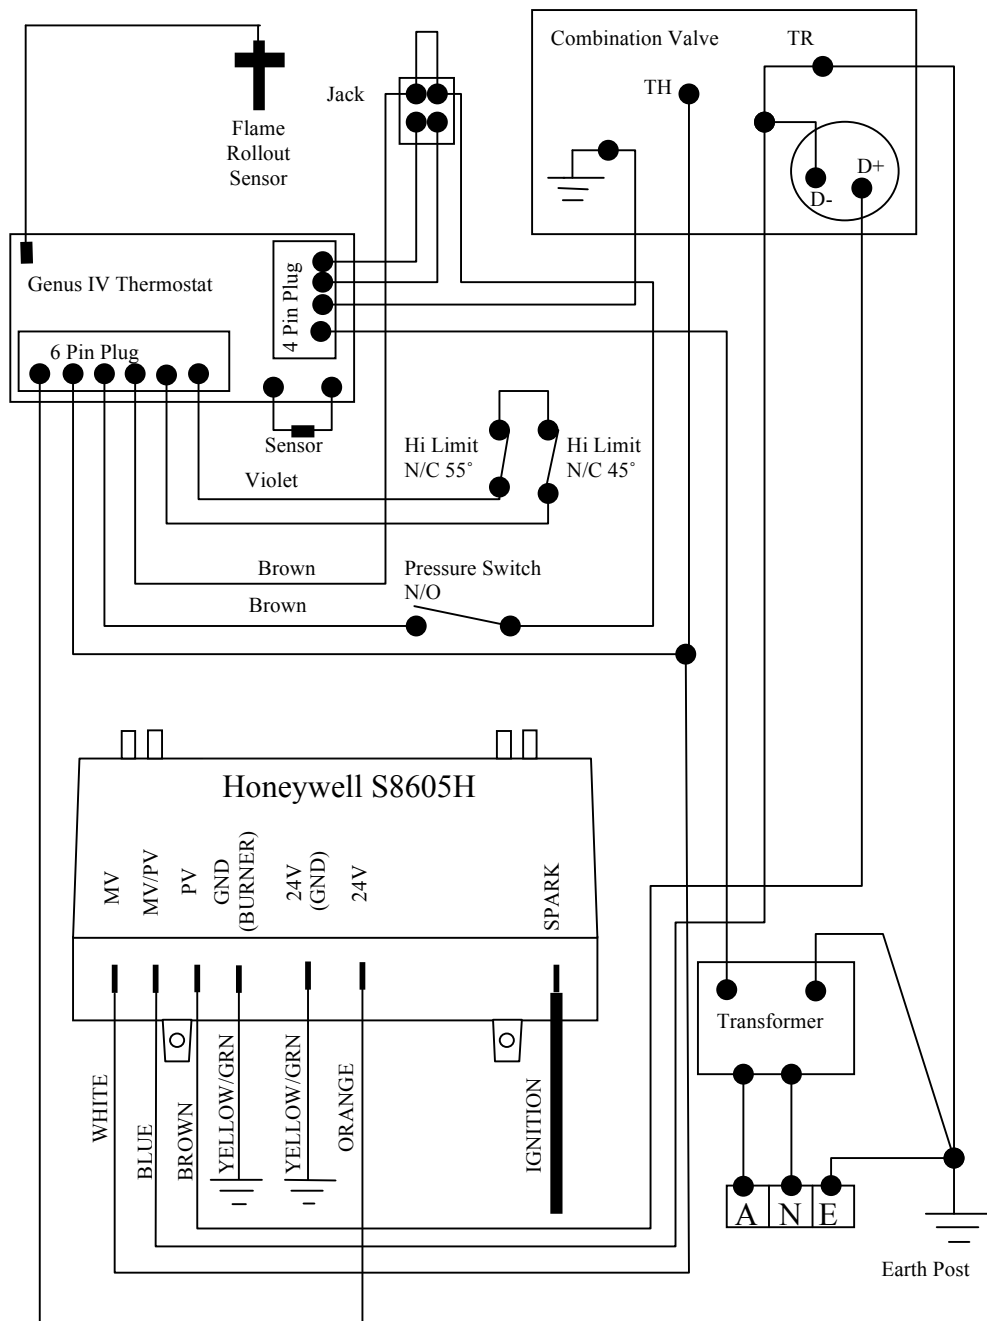 Combination Valve
TR
TH
D+
D-
Jack
Flame
Rollout
Sensor
Genus IV Thermostat
4 Pin Plug
6 Pin Plug
Sensor
Hi Limit
N/C 55˚
Hi Limit
N/C 45˚
Violet
Brown
Brown
Pressure Switch
N/O
Honeywell S8605H
MV
MV/PV
PV
GND
(BURNER)
24V
(GND)
24V
SPARK
WHITE
BLUE
BROWN
YELLOW/GRN
YELLOW/GRN
ORANGE
IGNITION
Transformer
A N E
Earth Post